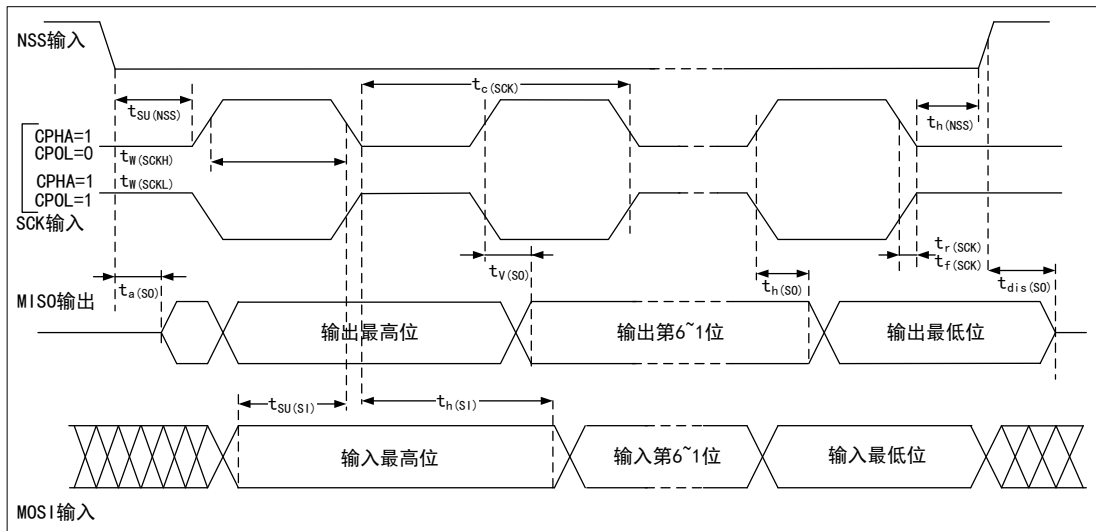 NSS输入
tc(SCK)
tSU(NSS)
th(NSS)
CPHA=1
CPOL=0
tW(SCKH)
CPHA=1
tW(SCKL)
CPOL=1
SCK输入
tr(SCK)
tV(SO)
tf(SCK)
ta(SO)
th(SO)
tdis(SO)
MISO输出
输出最高位
输出第6~1位
输出最低位
tSU(SI)
th(SI)
输入最高位
输入第6~1位
输入最低位
MOSI输入